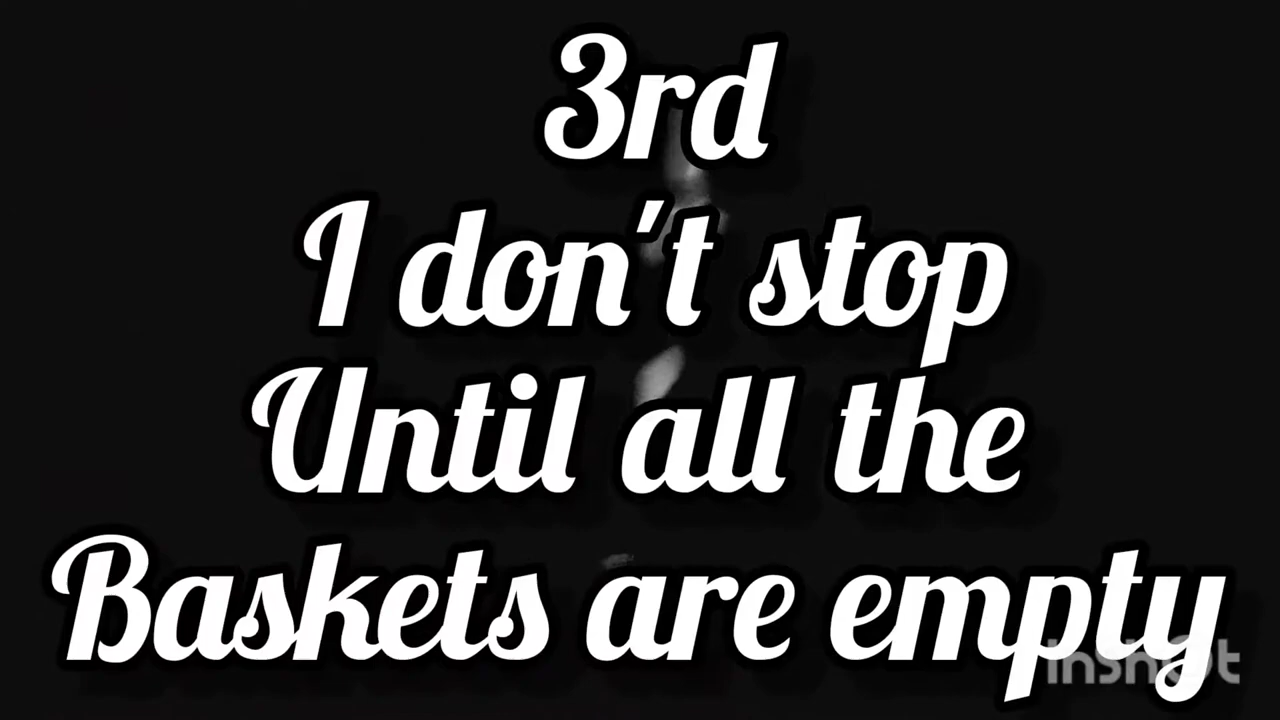 3rd
I don't stop
Until all the
Baskets are empty
InShOt